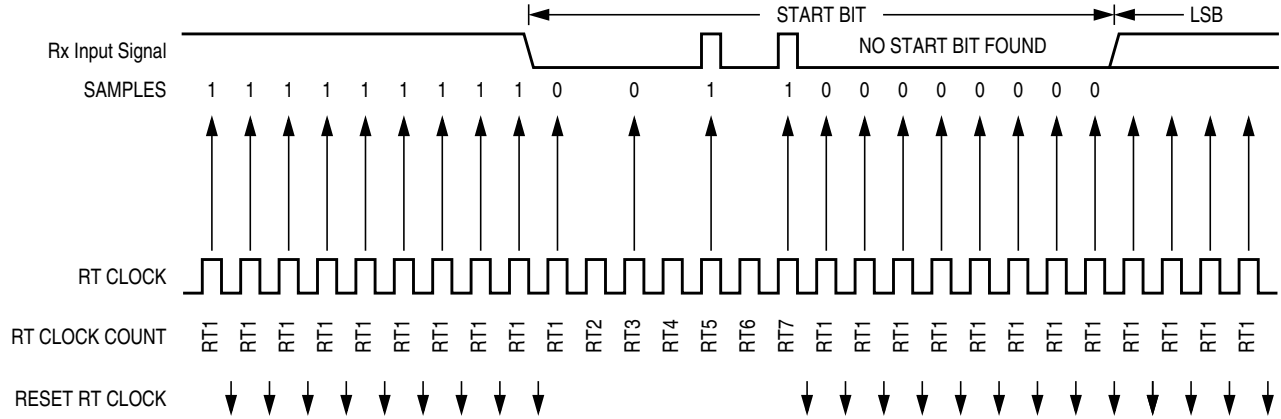 START BIT LSB
Rx Input Signal NO START BIT FOUND
SAMPLES 1 1 1 1 1 1 1 1 1 0 0 1 1 0 0 0 0 0 0 0 0
RT CLOCK
RT CLOCK COUNT RT1 RT1 RT1 RT1 RT1 RT1 RT1 RT1 RT1 RT1 RT2 RT3 RT4 RT5 RT6 RT7 RT1 RT1 RT1 RT1 RT1 RT1 RT1 RT1 RT1 RT1 RT1 RT1
RESET RT CLOCK